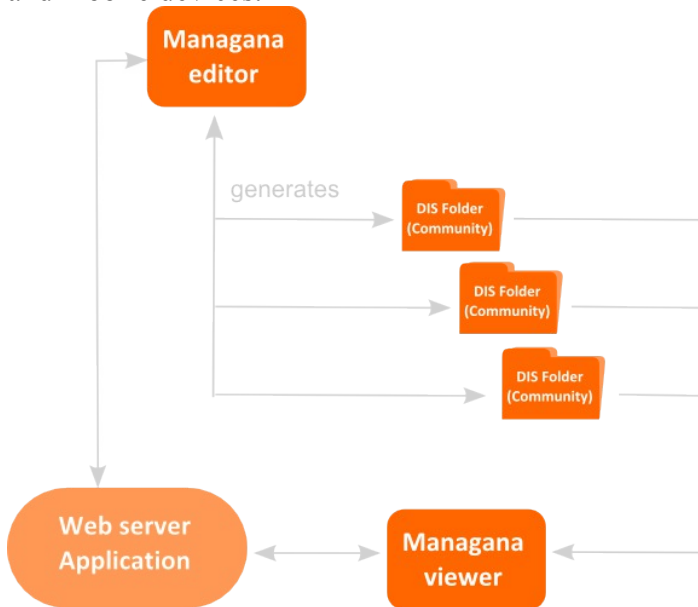 Managana
editor
generates
DIS Folder
(Community)
DIS Folder
(Community)
DIS Folder
(Community)
Web server
Application
Managana
viewer